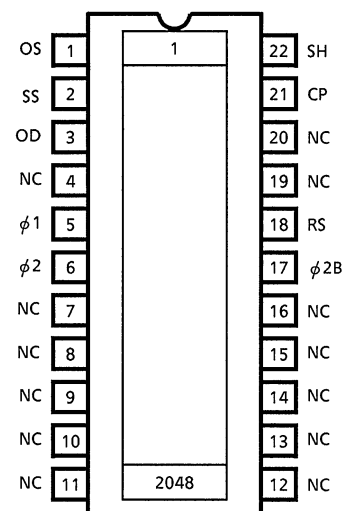 OS 1 1 22 SH
SS 2 21 CP
OD 3 20 NC
NC 4 19 NC
ϕ1 5 18 RS
ϕ2 6 17 ϕ2B
NC 7 16 NC
NC 8 15 NC
NC 9 14 NC
NC 10 13 NC
NC 11 2048 12 NC